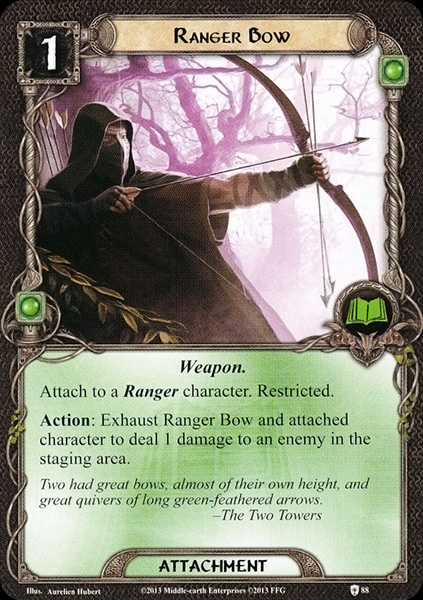 1
RANGER BOW
Weapon.
Attach to a Ranger character. Restricted.
Action: Exhaust Ranger Bow and attached
character to deal 1 damage to an enemy in the
staging area.
Two had great bows, almost of their own height, and
great quivers of long green-feathered arrows.
–The Two Towers
ATTACHMENT
Illus. Aurelien Hubert ©2013 Middle-earth Enterprises ©2013 FFG 88